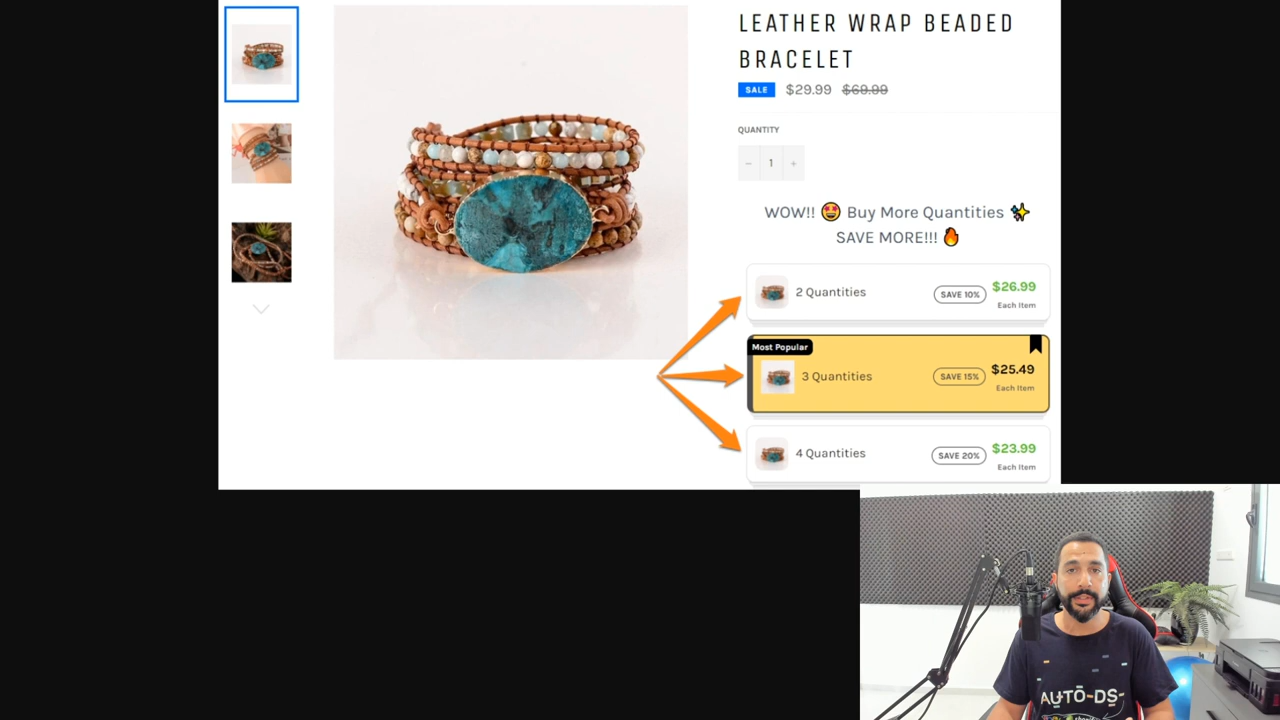 LEATHER WRAP BEADED
BRACELET
SALE $29.99 $69.99
QUANTITY
− 1 +
WOW!! 🤩 Buy More Quantities ✨
SAVE MORE!!! 🔥
2 Quantities SAVE 10% $26.99
Each Item
Most Popular
3 Quantities SAVE 15% $25.49
Each Item
4 Quantities SAVE 20% $23.99
Each Item
AUTO-DS-